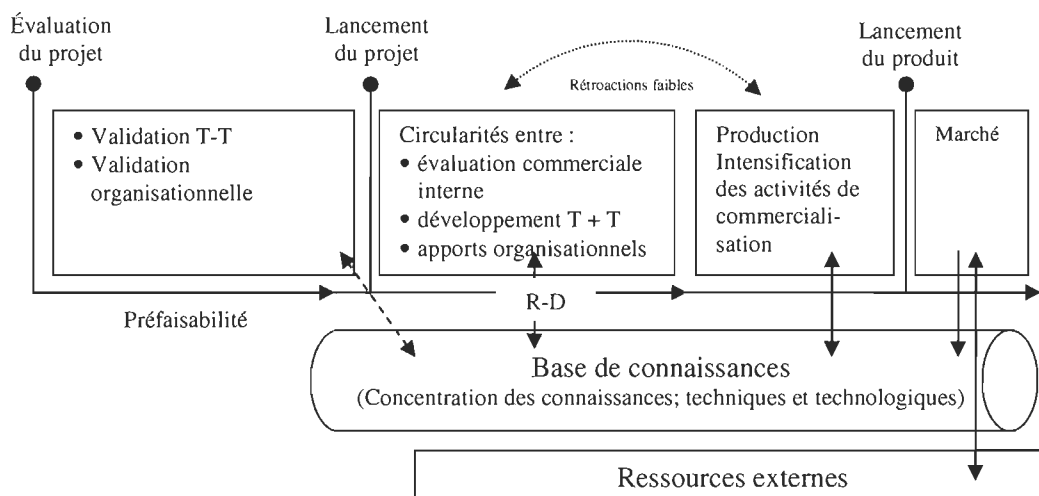 Évaluation
du projet
Lancement
du projet
Lancement
du produit
Rétroactions faibles
• Validation T-T
• Validation
organisationnelle
Circularités entre :
• évaluation commerciale
interne
• développement T + T
• apports organisationnels
Production
Intensification
des activités de
commerciali-
sation
Marché
Préfaisabilité
R-D
Base de connaissances
(Concentration des connaissances; techniques et technologiques)
Ressources externes